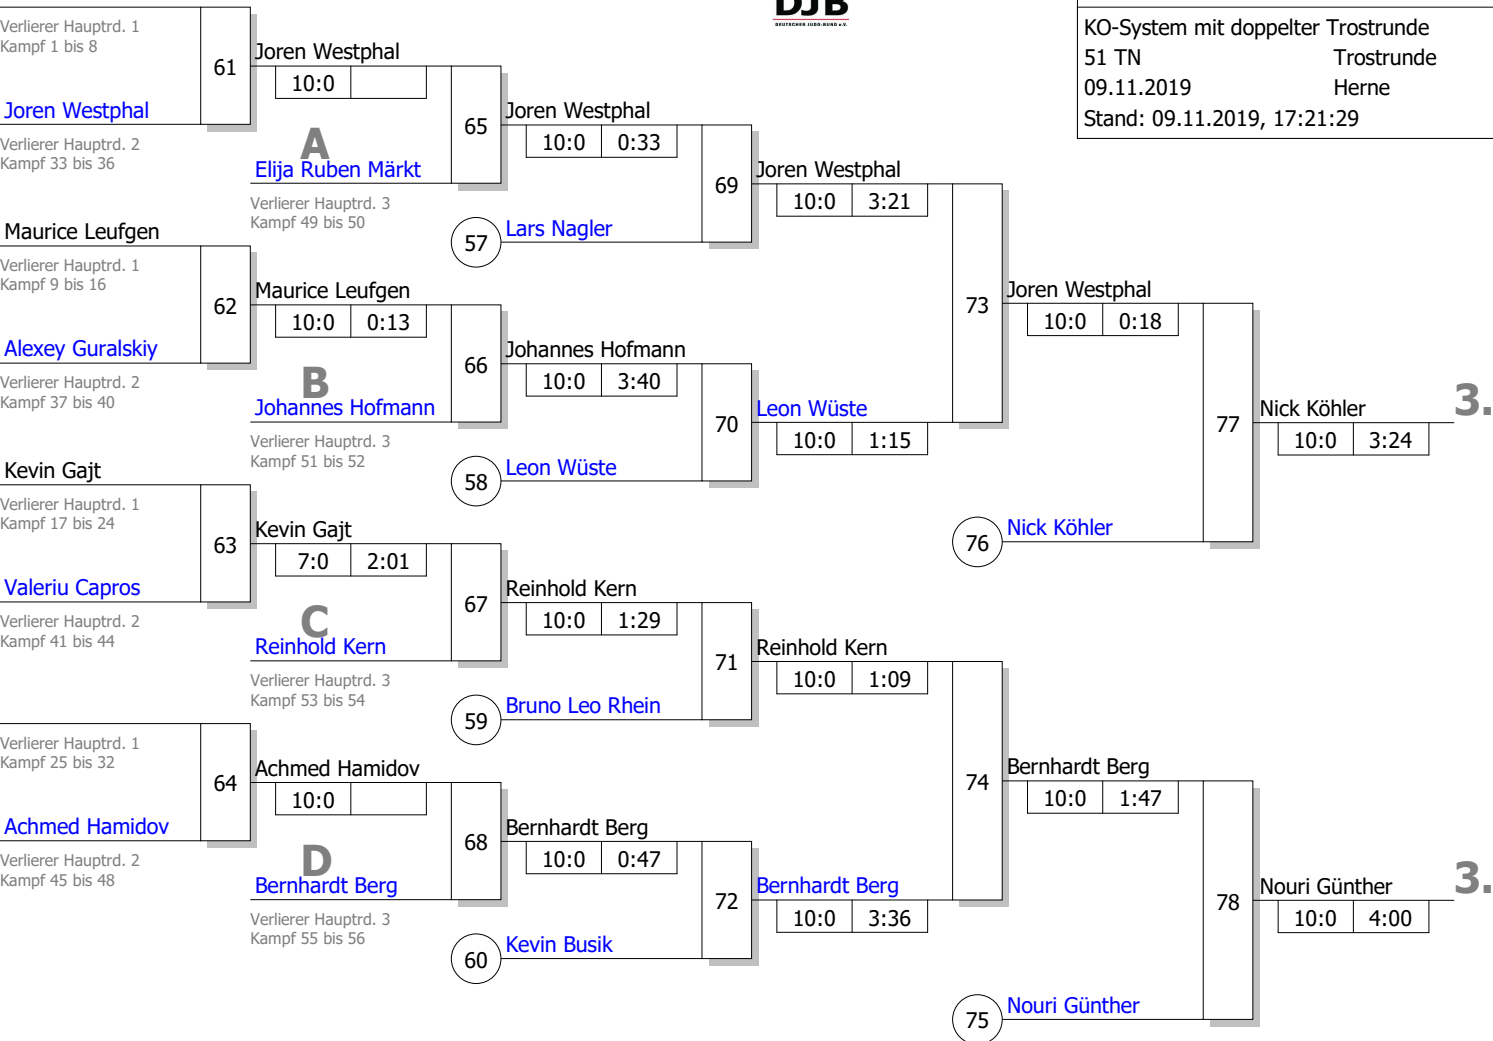 DJB
DEUTSCHER JUDO-BUND e.V.
KO-System mit doppelter Trostrunde
51 TN Trostrunde
09.11.2019 Herne
Stand: 09.11.2019, 17:21:29
Verlierer Hauptrd. 1
Kampf 1 bis 8
61
Joren Westphal
10:0
Joren Westphal
Verlierer Hauptrd. 2
Kampf 33 bis 36
A
Elija Ruben Märkt
Verlierer Hauptrd. 3
Kampf 49 bis 50
65
Joren Westphal
10:0 0:33
57
Lars Nagler
69
Joren Westphal
10:0 3:21
Maurice Leufgen
Verlierer Hauptrd. 1
Kampf 9 bis 16
62
Maurice Leufgen
10:0 0:13
Alexey Guralskiy
Verlierer Hauptrd. 2
Kampf 37 bis 40
B
Johannes Hofmann
Verlierer Hauptrd. 3
Kampf 51 bis 52
66
Johannes Hofmann
10:0 3:40
58
Leon Wüste
70
Leon Wüste
10:0 1:15
73
Joren Westphal
10:0 0:18
76
Nick Köhler
77
Nick Köhler
10:0 3:24
3.
Kevin Gajt
Verlierer Hauptrd. 1
Kampf 17 bis 24
63
Kevin Gajt
7:0 2:01
Valeriu Capros
Verlierer Hauptrd. 2
Kampf 41 bis 44
C
Reinhold Kern
Verlierer Hauptrd. 3
Kampf 53 bis 54
67
Reinhold Kern
10:0 1:29
59
Bruno Leo Rhein
71
Reinhold Kern
10:0 1:09
Verlierer Hauptrd. 1
Kampf 25 bis 32
64
Achmed Hamidov
10:0
Achmed Hamidov
Verlierer Hauptrd. 2
Kampf 45 bis 48
D
Bernhardt Berg
Verlierer Hauptrd. 3
Kampf 55 bis 56
68
Bernhardt Berg
10:0 0:47
60
Kevin Busik
72
Bernhardt Berg
10:0 3:36
74
Bernhardt Berg
10:0 1:47
75
Nouri Günther
78
Nouri Günther
10:0 4:00
3.